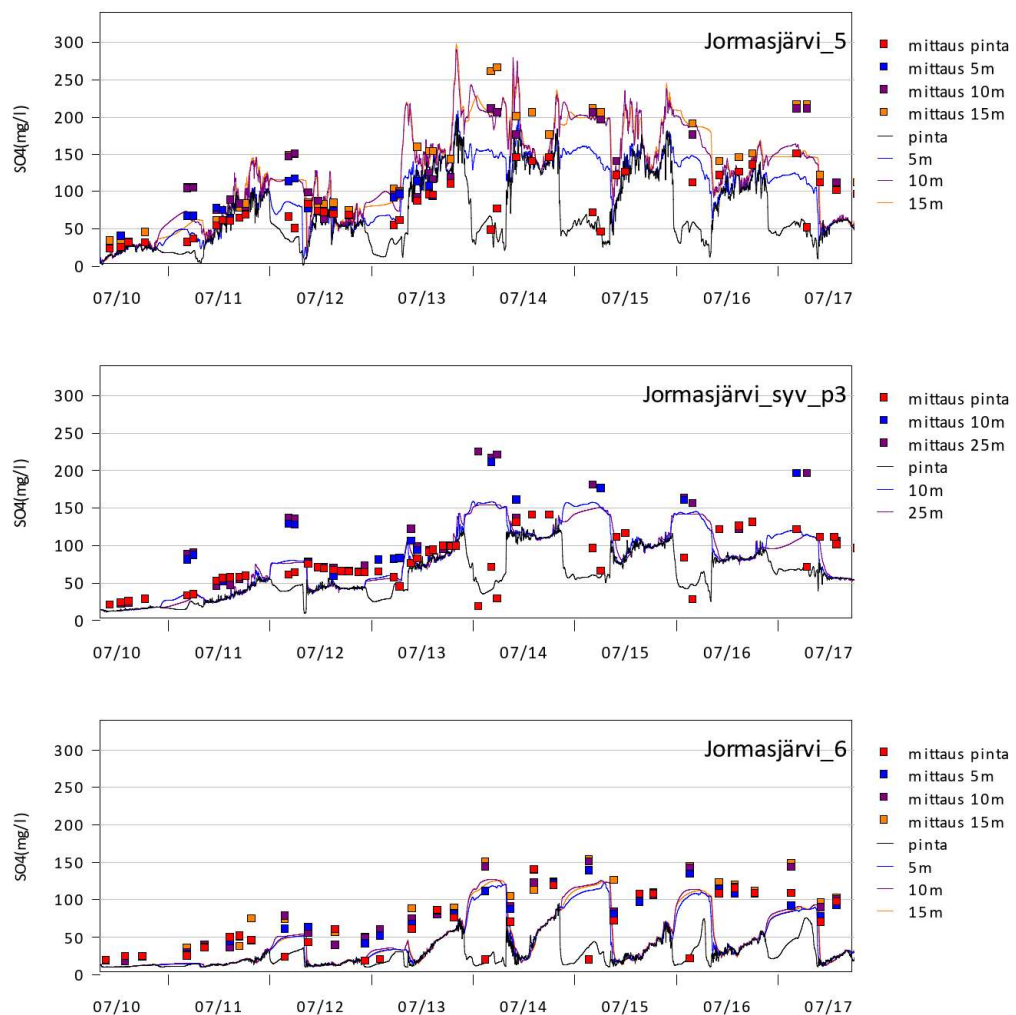 Jormasjärvi_5
300
250
200
150
100
50
0
SO4(mg/l)
07/10 07/11 07/12 07/13 07/14 07/15 07/16 07/17
mittaus pinta
mittaus 5m
mittaus 10m
mittaus 15m
pinta
5m
10m
15m
Jormasjärvi_syv_p3
300
250
200
150
100
50
0
SO4(mg/l)
07/10 07/11 07/12 07/13 07/14 07/15 07/16 07/17
mittaus pinta
mittaus 10m
mittaus 25m
pinta
10m
25m
Jormasjärvi_6
300
250
200
150
100
50
0
SO4(mg/l)
07/10 07/11 07/12 07/13 07/14 07/15 07/16 07/17
mittaus pinta
mittaus 5m
mittaus 10m
mittaus 15m
pinta
5m
10m
15m